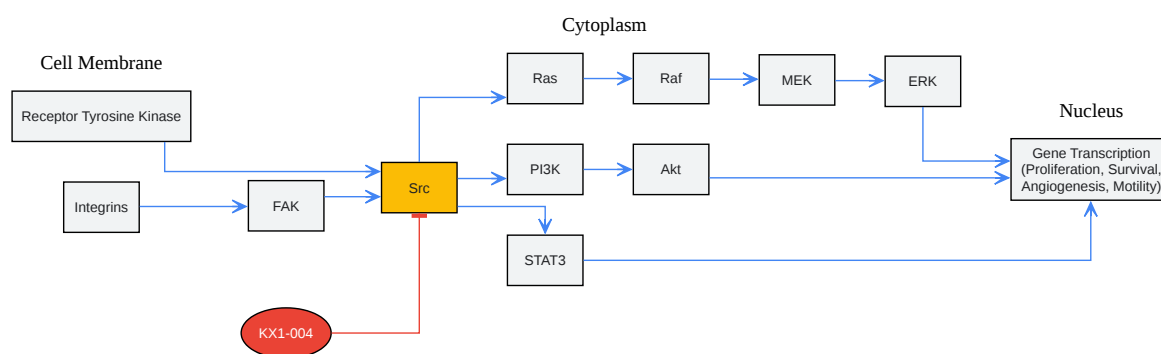 Cytoplasm
Cell Membrane
Nucleus
Receptor Tyrosine Kinase
Ras
Raf
MEK
ERK
Integrins
FAK
Src
PI3K
Akt
Gene Transcription
(Proliferation, Survival,
Angiogenesis, Motility)
STAT3
KX1-004